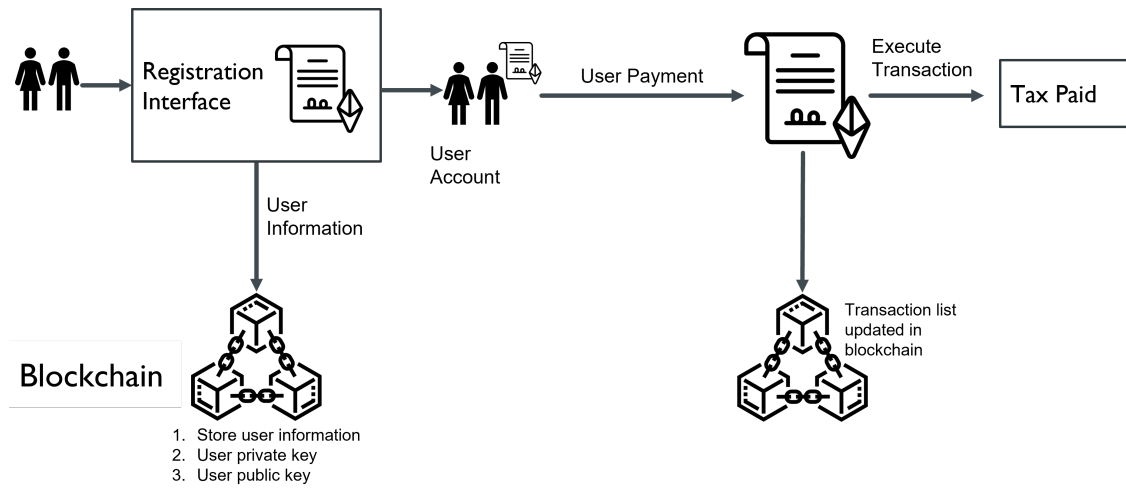 Registration
Interface
User
Account
User Payment
Execute
Transaction
Tax Paid
User
Information
Blockchain
1. Store user information
2. User private key
3. User public key
Transaction list
updated in
blockchain